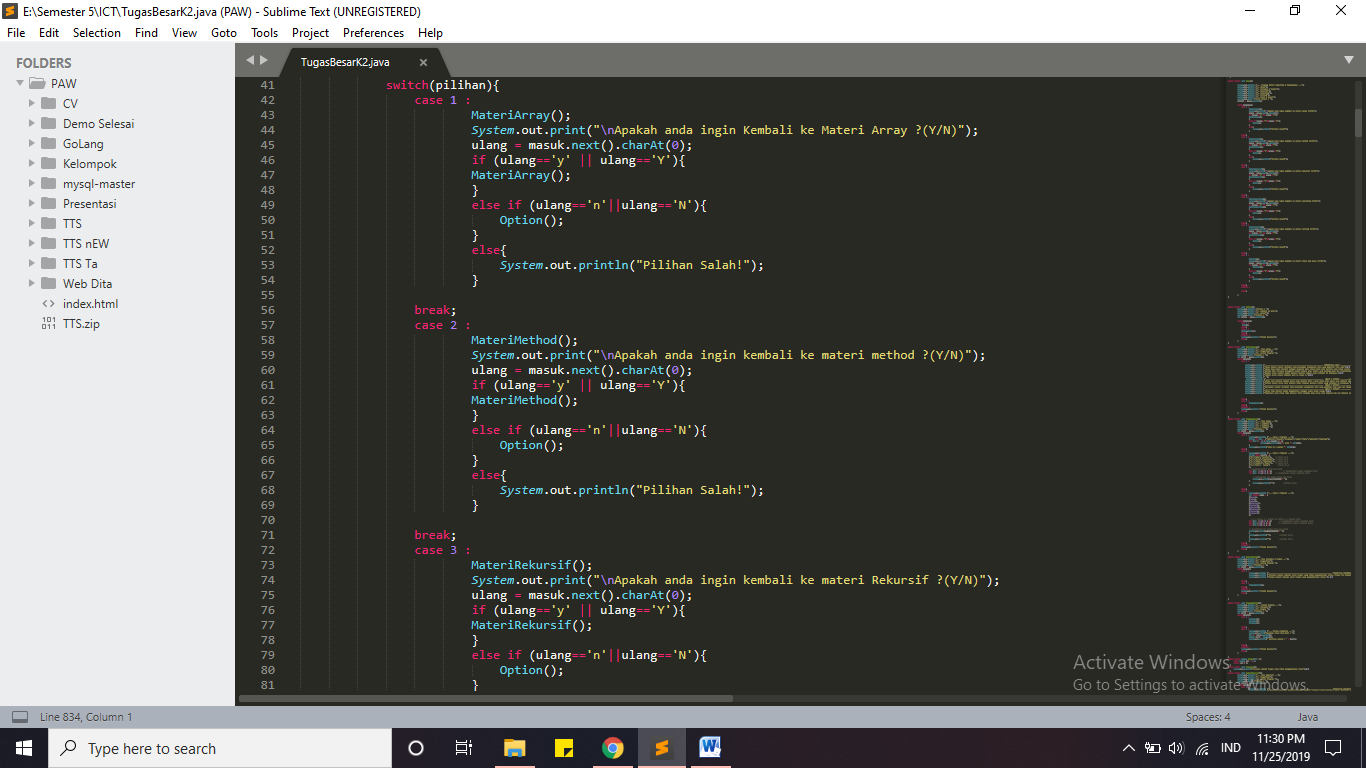 E:\Semester 5\ICT\TugasBesarK2.java (PAW) - Sublime Text (UNREGISTERED)
File Edit Selection Find View Goto Tools Project Preferences Help
FOLDERS
PAW
CV
Demo Selesai
GoLang
Kelompok
mysql-master
Presentasi
TTS
TTS nEW
TTS Ta
Web Dita
index.html
TTS.zip
TugasBesarK2.java
41 switch(pilihan){
42 case 1 :
43 MateriArray();
44 System.out.print("\nApakah anda ingin Kembali ke Materi Array ?(Y/N)");
45 ulang = masuk.next().charAt(0);
46 if (ulang=='y' || ulang=='Y'){
47 MateriArray();
48 }
49 else if (ulang=='n'||ulang=='N'){
50 Option();
51 }
52 else{
53 System.out.println("Pilihan Salah!");
54 }
55
56 break;
57 case 2 :
58 MateriMethod();
59 System.out.print("\nApakah anda ingin kembali ke materi method ?(Y/N)");
60 ulang = masuk.next().charAt(0);
61 if (ulang=='y' || ulang=='Y'){
62 MateriMethod();
63 }
64 else if (ulang=='n'||ulang=='N'){
65 Option();
66 }
67 else{
68 System.out.println("Pilihan Salah!");
69 }
70
71 break;
72 case 3 :
73 MateriRekursif();
74 System.out.print("\nApakah anda ingin kembali ke materi Rekursif ?(Y/N)");
75 ulang = masuk.next().charAt(0);
76 if (ulang=='y' || ulang=='Y'){
77 MateriRekursif();
78 }
79 else if (ulang=='n'||ulang=='N'){
80 Option();
81 }
Activate Windows
Go to Settings to activate Windows.
Line 834, Column 1
Spaces: 4
Java
Type here to search
IND
11:30 PM
11/25/2019